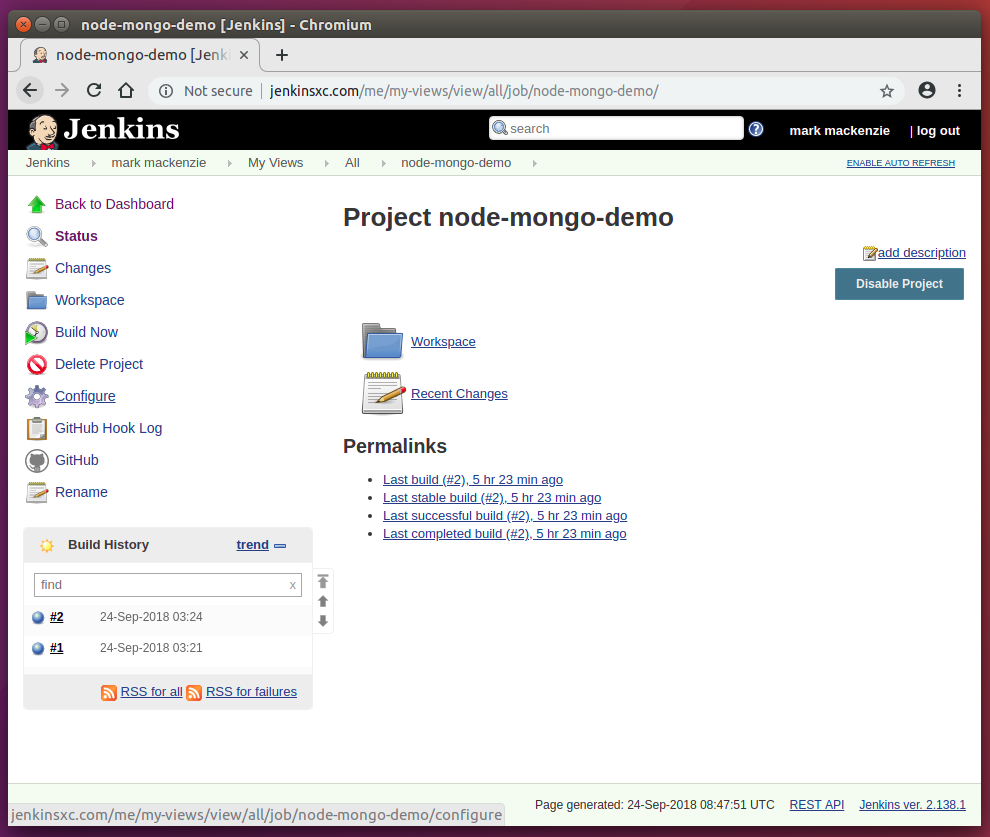 node-mongo-demo [Jenkins] - Chromium
node-mongo-demo [Jenk
Not secure jenkinsxc.com/me/my-views/view/all/job/node-mongo-demo/
Jenkins search ? mark mackenzie | log out
Jenkins mark mackenzie My Views All node-mongo-demo ENABLE AUTO REFRESH
Back to Dashboard
Status
Changes
Workspace
Build Now
Delete Project
Configure
GitHub Hook Log
GitHub
Rename
Build History trend
find x
#2 24-Sep-2018 03:24
#1 24-Sep-2018 03:21
RSS for all RSS for failures
Project node-mongo-demo
add description
Disable Project
Workspace
Recent Changes
Permalinks
Last build (#2), 5 hr 23 min ago
Last stable build (#2), 5 hr 23 min ago
Last successful build (#2), 5 hr 23 min ago
Last completed build (#2), 5 hr 23 min ago
Page generated: 24-Sep-2018 08:47:51 UTC REST API Jenkins ver. 2.138.1
jenkinsxc.com/me/my-views/view/all/job/node-mongo-demo/configure